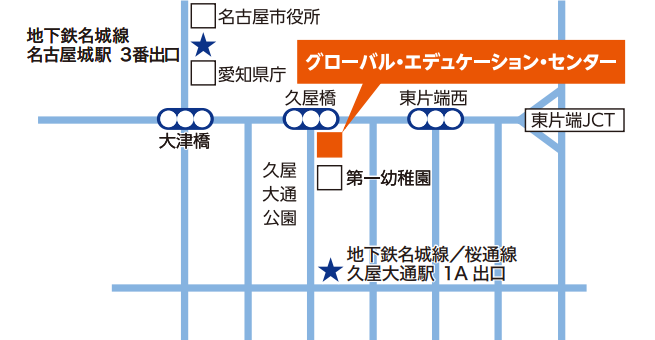 名古屋市役所
地下鉄名城線
名古屋城駅 3番出口
愛知県庁
グローバル・エデュケーション・センター
久屋橋
東片端西
東片端JCT
大津橋
久屋
大通
公園
第一幼稚園
地下鉄名城線／桜通線
久屋大通駅 1A 出口